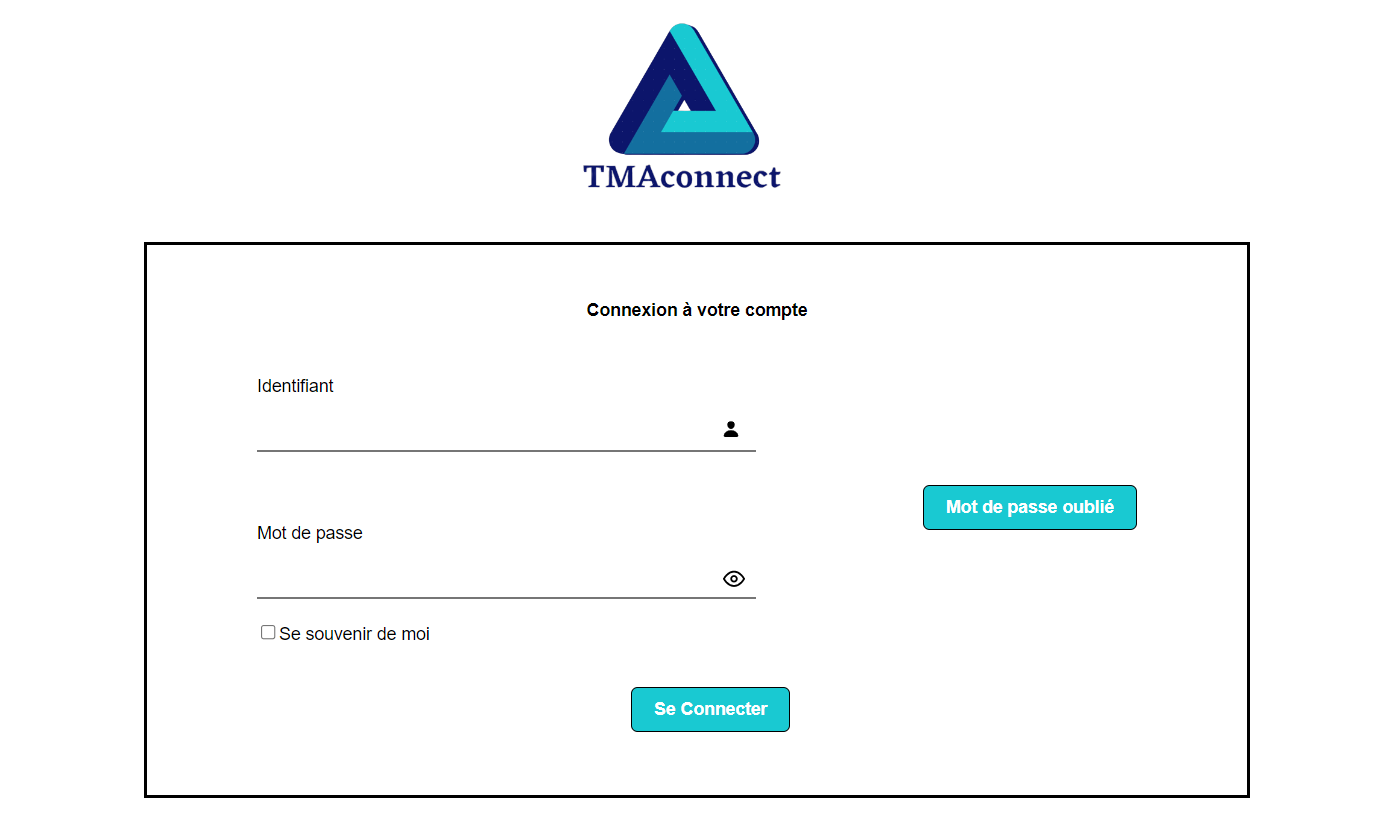 TMAconnect
Connexion à votre compte
Identifiant
Mot de passe oublié
Mot de passe
Se souvenir de moi
Se Connecter